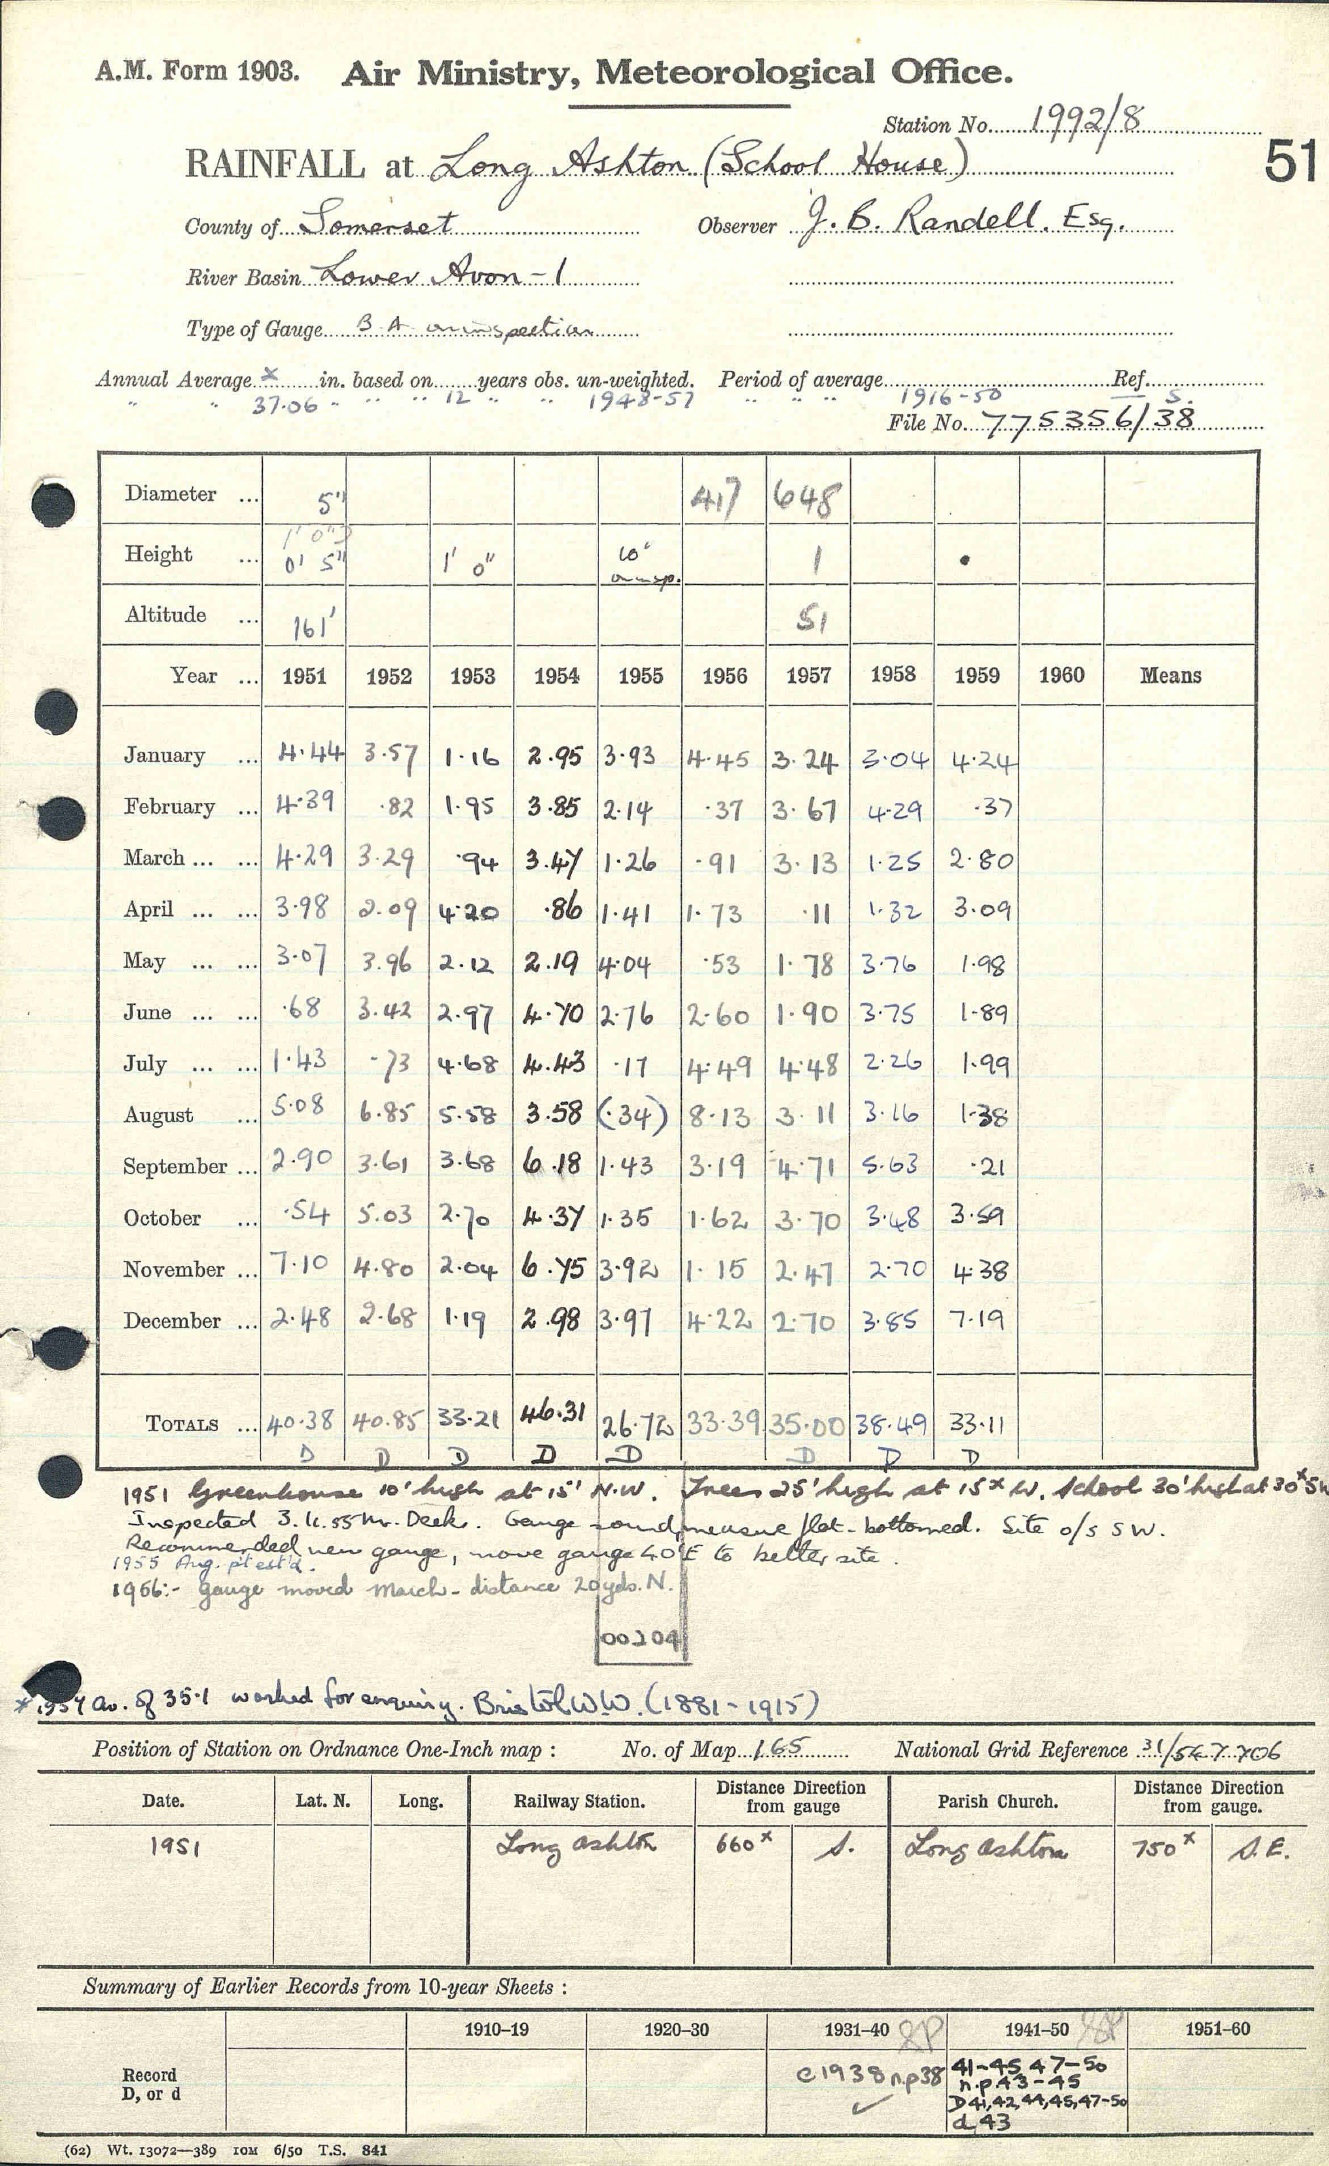 A.M. Form 1903. Air Ministry, Meteorological Office.
Station No. 1992/8
51
RAINFALL at Long Ashton (School House)
County of Somerset Observer J. B. Randell. Esq.
River Basin Lower Avon - 1
Type of Gauge B A on inspection
Annual Average x in. based on years obs. un-weighted. Period of average Ref.
" " 37.06 " " " 12 " " 1948-57 " " " 1916-50 — S.
File No. 775356/38
Diameter ... 5" 417 648
1' 0"
Height ... 0' 5" 1' 0" 10" on insp. 1 .
Altitude ... 161' 51
Year ... 1951 1952 1953 1954 1955 1956 1957 1958 1959 1960 Means
January ... 4.44 3.57 1.16 2.95 3.93 4.45 3.24 3.04 4.24
February ... 4.39 .82 1.95 3.85 2.14 .37 3.67 4.29 .37
March ... ... 4.29 3.29 .94 3.47 1.26 .91 3.13 1.25 2.80
April ... ... 3.98 2.09 4.20 .86 1.41 1.73 .11 1.32 3.09
May ... ... 3.07 3.96 2.12 2.19 4.04 .53 1.78 3.76 1.98
June ... ... .68 3.42 2.97 4.70 2.76 2.60 1.90 3.75 1.89
July ... ... 1.43 .73 4.68 4.43 .17 4.49 4.48 2.26 1.99
August ... 5.08 6.85 5.58 3.58 (.34) 8.13 3.11 3.16 1.38
September ... 2.90 3.61 3.68 6.18 1.43 3.19 4.71 5.63 .21
October ... .54 5.03 2.70 4.37 1.35 1.62 3.70 3.48 3.59
November ... 7.10 4.80 2.04 6.75 3.92 1.15 2.47 2.70 4.38
December ... 2.48 2.68 1.19 2.98 3.97 4.22 2.70 3.85 7.19
TOTALS ... 40.38 40.85 33.21 46.31 26.72 33.39 35.00 38.49 33.11
D D D D D D D D
1951 Greenhouse 10' high at 15' N.W. Trees 25' high at 15x W. School 30' high at 30x SW
Inspected 3.11.55 Mr. Deek. Gauge sound, measure flat-bottomed. Site o/s SW.
Recommended new gauge, move gauge 40' E to better site.
1955 Aug. pt est'd.
1956:- gauge moved March - distance 20 yds. N.
00204
* 1954 av. of 35.1 worked for enquiry. Bristol W.W. (1881-1915)
Position of Station on Ordnance One-Inch map : No. of Map 165 National Grid Reference 31/547706
Date. Lat. N. Long. Railway Station. Distance from gauge Direction Parish Church. Distance from gauge. Direction
1951 Long Ashton 660x S. Long Ashton 750x S.E.
Summary of Earlier Records from 10-year Sheets :
1910–19 1920–30 1931–40 SP 1941–50 SP 1951–60
Record D, or d
c 1938 n.p 38 ✓
41-45, 47-50
n.p. 43-45
D 41,42,44,45,47-50
d, 43
(62) Wt. 13072—389 IOM 6/50 T.S. 841